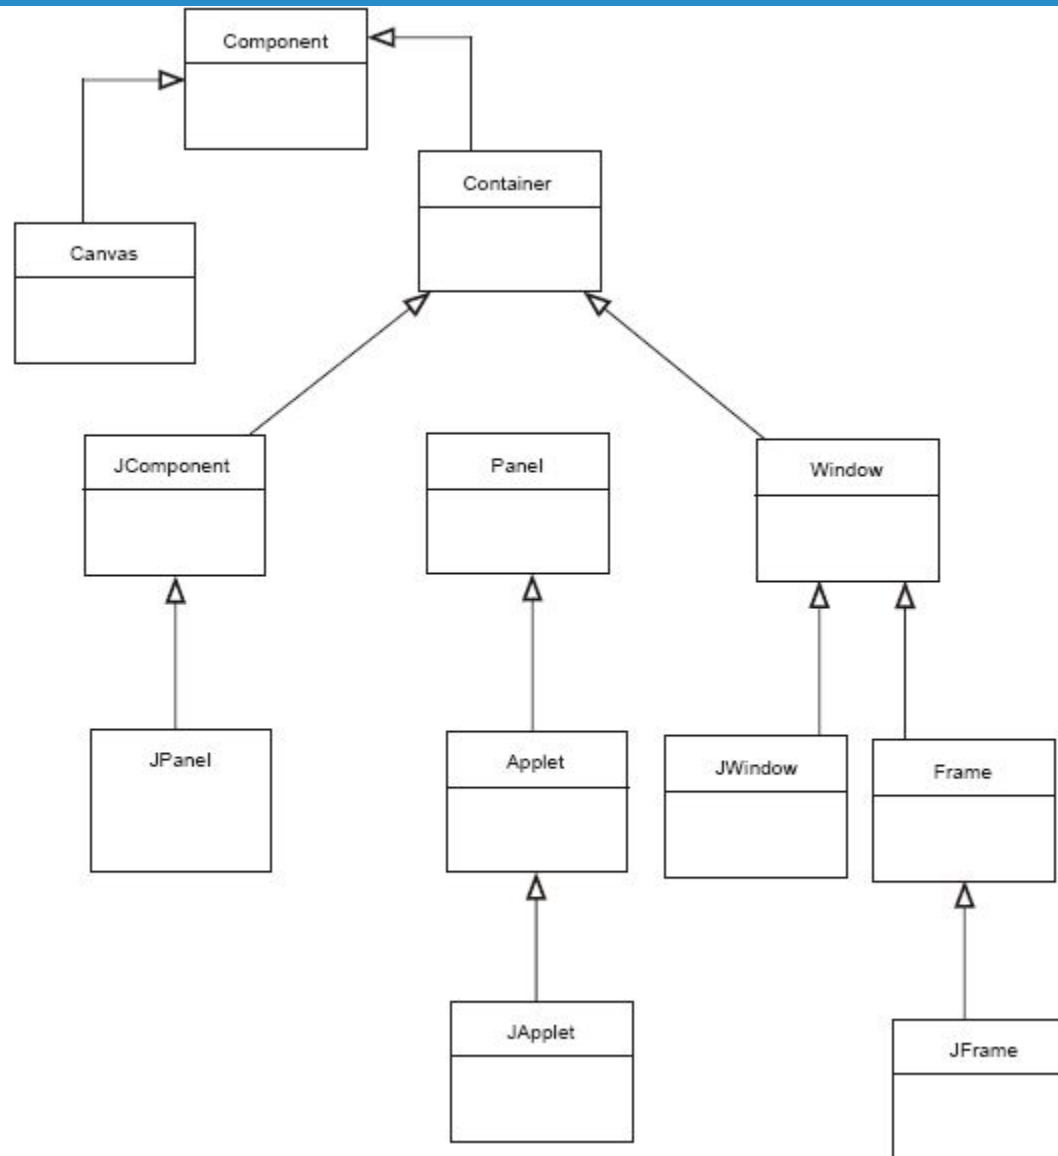 Component
Container
Canvas
JComponent
Panel
Window
JPanel
Applet
JWindow
Frame
JApplet
JFrame